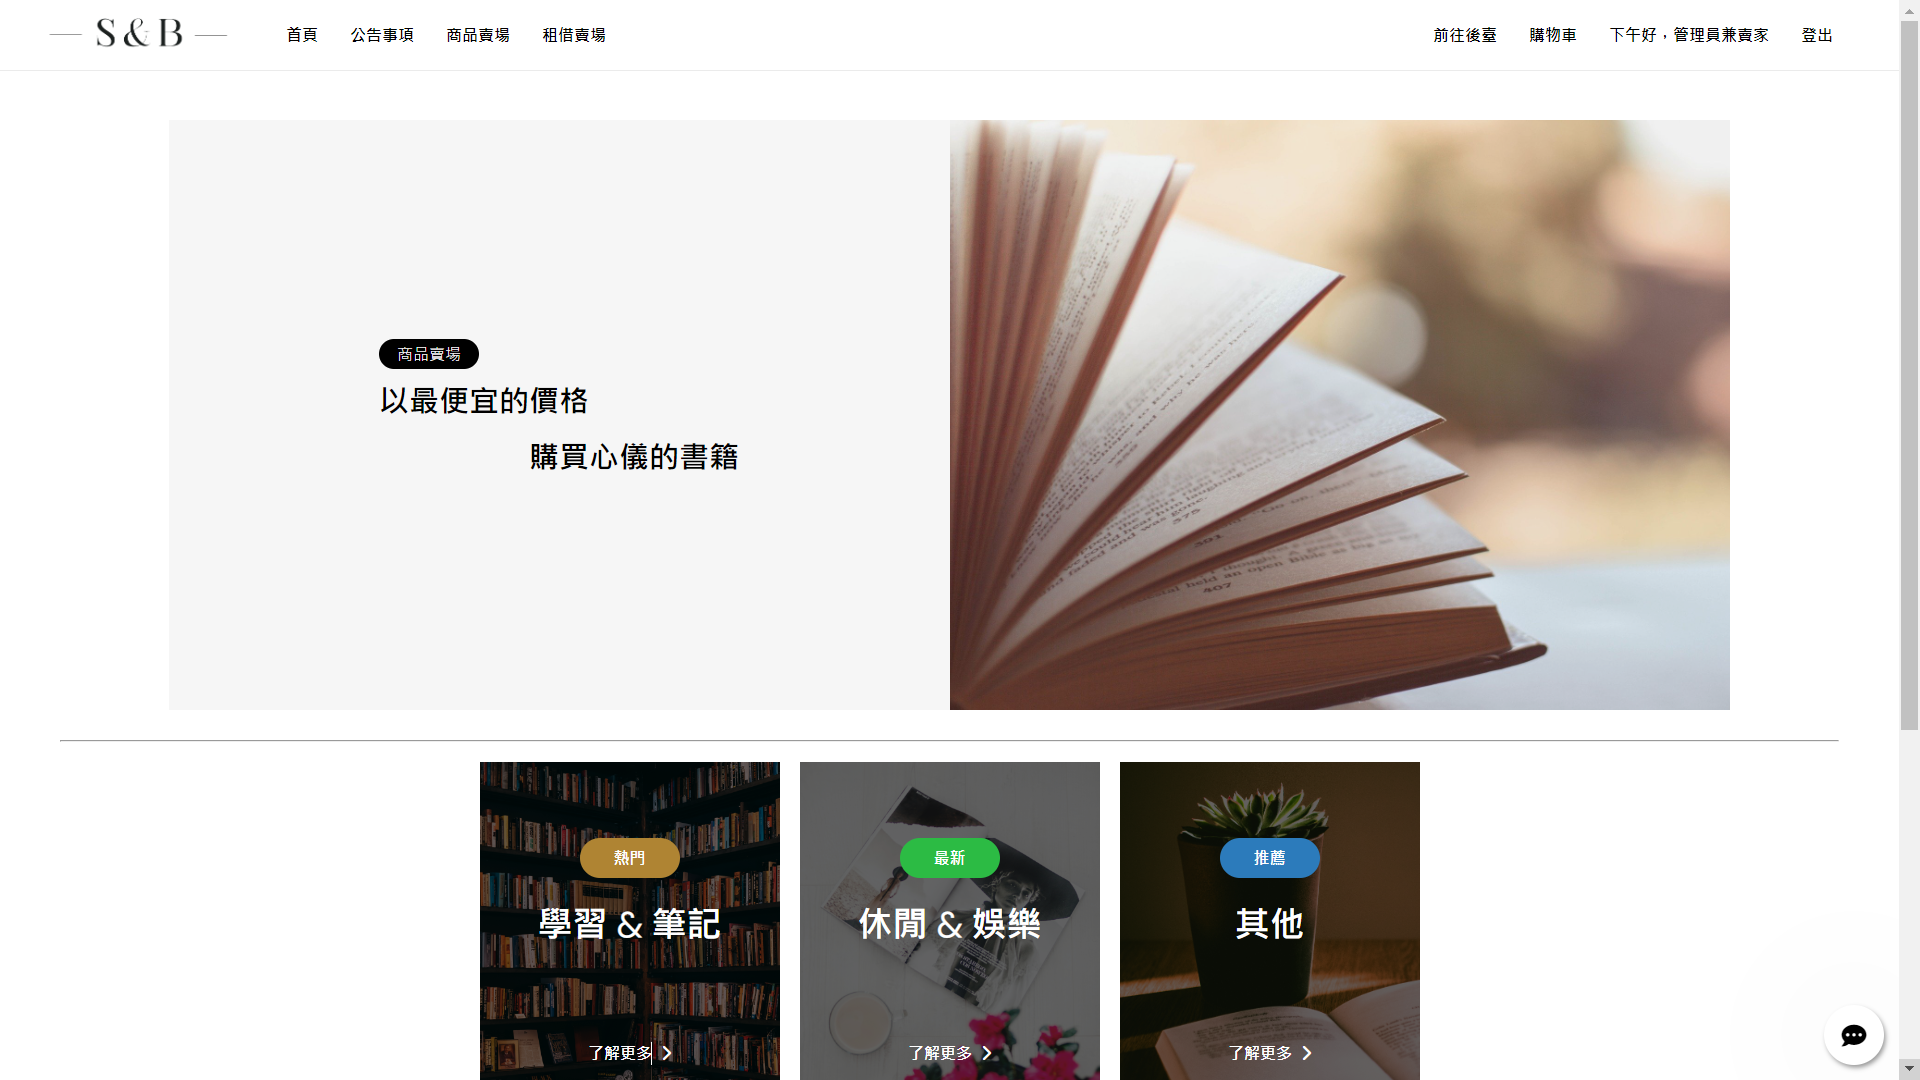 S & B
首頁 公告事項 商品賣場 租借賣場
前往後臺 購物車 下午好，管理員兼賣家 登出
商品賣場
以最便宜的價格
購買心儀的書籍
350
375
391
407
熱門 最新 推薦
學習 & 筆記 休閒 & 娛樂 其他
了解更多 了解更多 了解更多